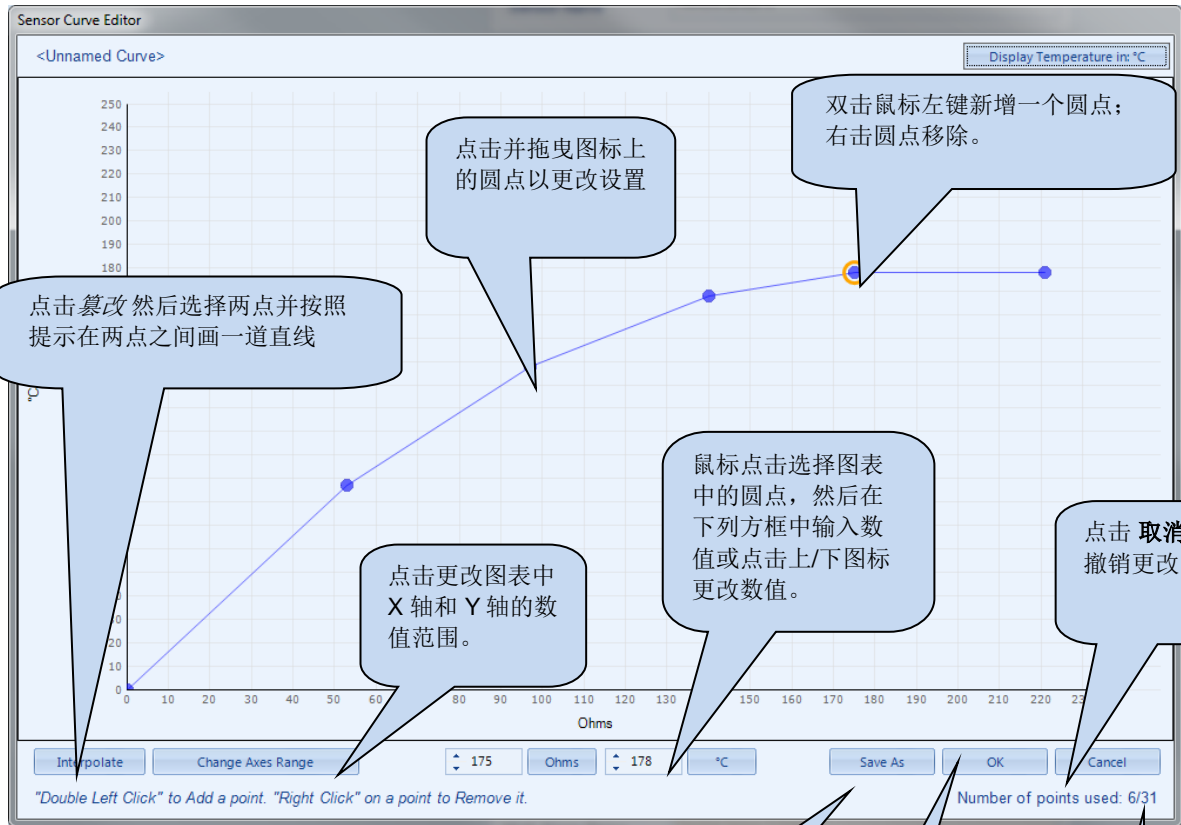 Sensor Curve Editor
<Unnamed Curve>
Display Temperature in: °C
双击鼠标左键新增一个圆点；
右击圆点移除。
点击并拖曳图标上
的圆点以更改设置
250
240
230
220
210
200
190
180
点击篡改 然后选择两点并按照
提示在两点之间画一道直线
°C
鼠标点击选择图表
中的圆点，然后在
下列方框中输入数
值或点击上/下图标
更改数值。
点击 取消
撤销更改
点击更改图表中
X 轴和 Y 轴的数
值范围。
20
10
0
0 10 20 30 40 50 60 80 90 100 110 120 130 150 160 170 180 190 200 210 220
Ohms
Interpolate Change Axes Range 175 Ohms 178 °C Save As OK Cancel
"Double Left Click" to Add a point. "Right Click" on a point to Remove it. Number of points used: 6/31